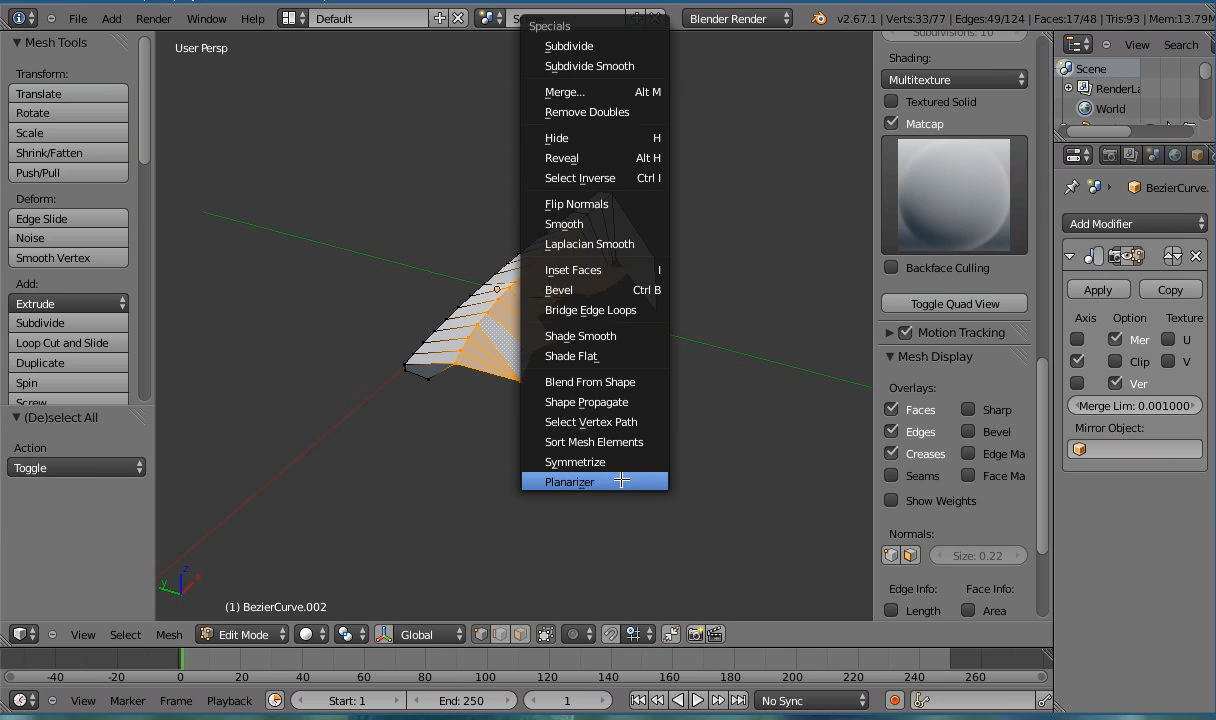 File Add Render Window Help Default Blender Render v2.67.1 | Verts:33/77 | Edges:49/124 | Faces:17/48 | Tris:93 | Mem:13.79M
Mesh Tools
Transform:
Translate
Rotate
Scale
Shrink/Fatten
Push/Pull
Deform:
Edge Slide
Noise
Smooth Vertex
Add:
Extrude
Subdivide
Loop Cut and Slide
Duplicate
Spin
Screw
(De)select All
Action
Toggle
User Persp
(1) BezierCurve.002
Specials
Subdivide
Subdivide Smooth
Merge... Alt M
Remove Doubles
Hide H
Reveal Alt H
Select Inverse Ctrl I
Flip Normals
Smooth
Laplacian Smooth
Inset Faces I
Bevel Ctrl B
Bridge Edge Loops
Shade Smooth
Shade Flat
Blend From Shape
Shape Propagate
Select Vertex Path
Sort Mesh Elements
Symmetrize
Planarizer
Subdivisions: 10
Shading:
Multitexture
Textured Solid
Matcap
Backface Culling
Toggle Quad View
Motion Tracking
Mesh Display
Overlays:
Faces Sharp
Edges Bevel
Creases Edge Ma
Seams Face Ma
Show Weights
Normals:
Size: 0.22
Edge Info: Face Info:
Length Area
View Search
Scene
RenderLa
World
BezierCurve.
Add Modifier
Apply Copy
Axis Option Texture
Mer U
Clip V
Ver
Merge Lim: 0.001000
Mirror Object:
View Select Mesh Edit Mode Global
-40 -20 0 20 40 60 80 100 120 140 160 180 200 220 240 260
View Marker Frame Playback Start: 1 End: 250 1 No Sync